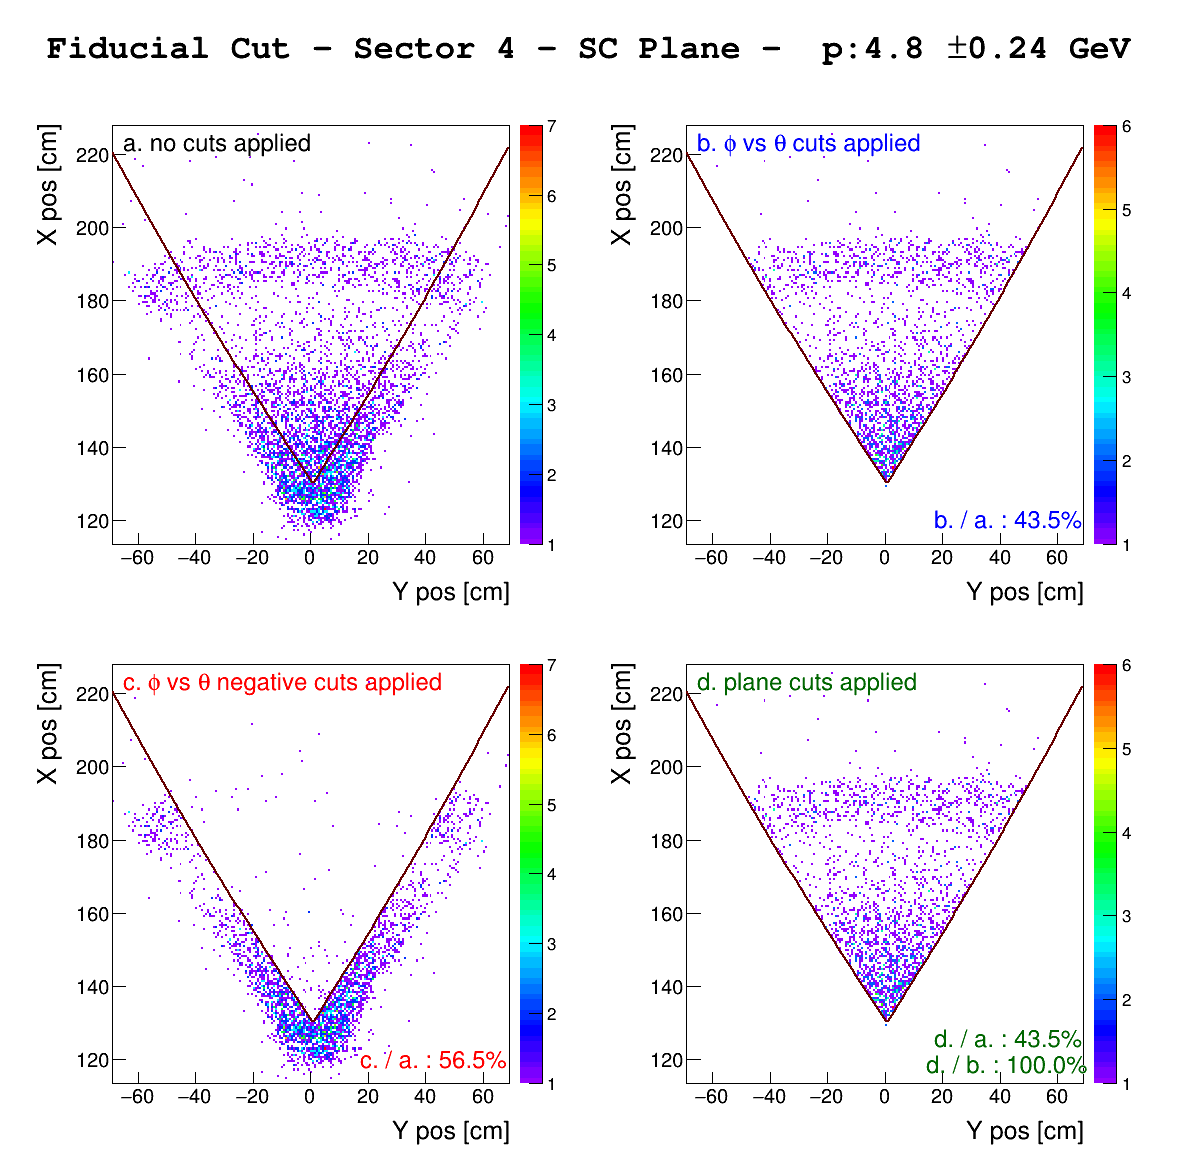 Fiducial Cut – Sector 4 – SC Plane – p:4.8 ±0.24 GeV
a. no cuts applied
X pos [cm]
220
200
180
160
140
120
−60 −40 −20 0 20 40 60
Y pos [cm]
7
6
5
4
3
2
1
b. ϕ vs θ cuts applied
X pos [cm]
220
200
180
160
140
120
b. / a. : 43.5%
−60 −40 −20 0 20 40 60
Y pos [cm]
6
5
4
3
2
1
c. ϕ vs θ negative cuts applied
X pos [cm]
220
200
180
160
140
120
c. / a. : 56.5%
−60 −40 −20 0 20 40 60
Y pos [cm]
7
6
5
4
3
2
1
d. plane cuts applied
X pos [cm]
220
200
180
160
140
120
d. / a. : 43.5%
d. / b. : 100.0%
−60 −40 −20 0 20 40 60
Y pos [cm]
6
5
4
3
2
1